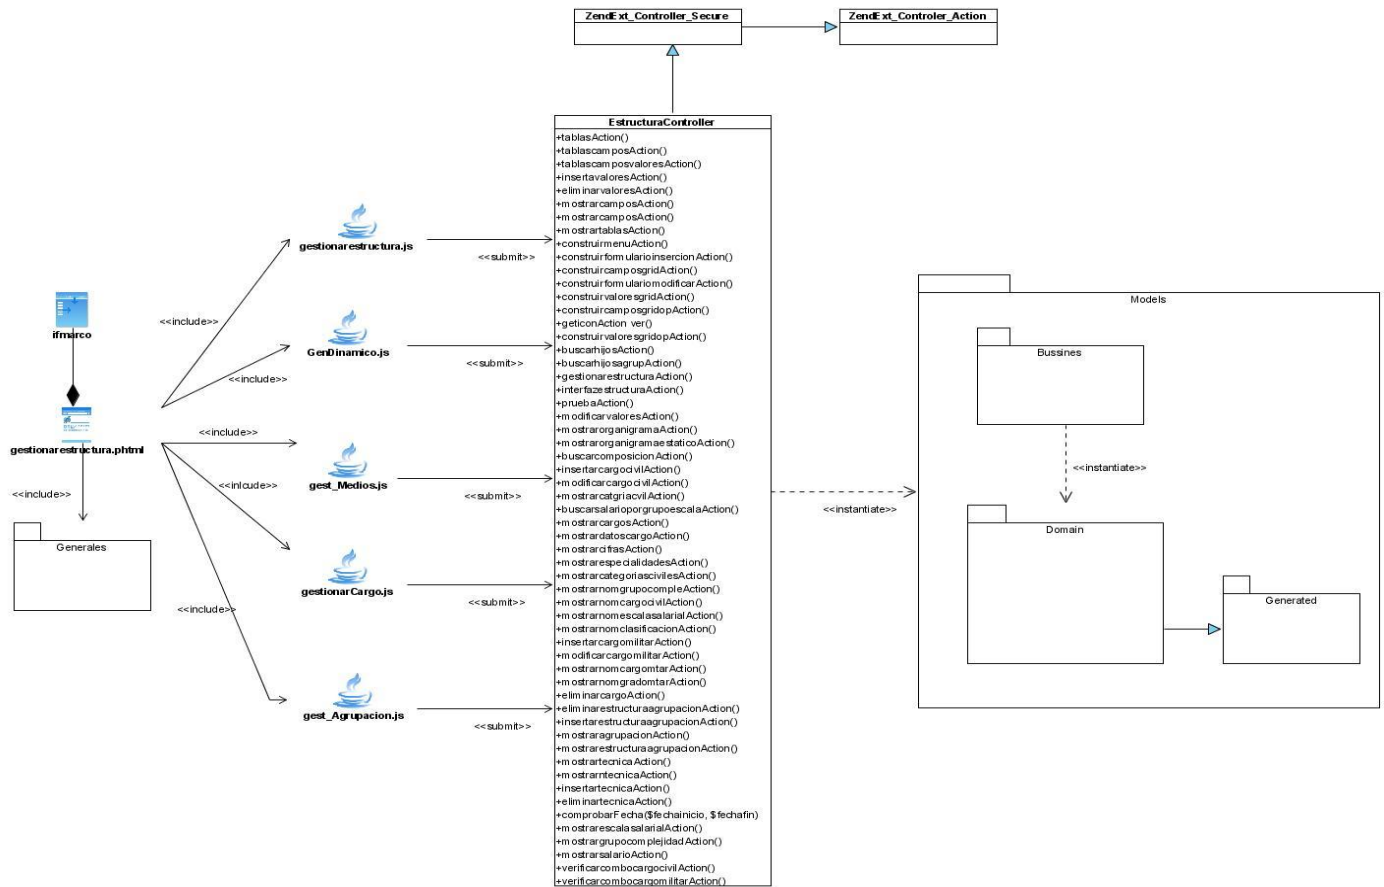 ZendExt_Controller_Secure
ZendExt_Controler_Action
EstructuraController
+tablasAction()
+tablascamposAction()
+tablascamposvaloresAction()
+insertavaloresAction()
+eliminarvaloresAction()
+mostrarcamposAction()
+mostrarcamposAction()
+mostrartablasAction()
+construirmenuAction()
+construirformularioinsercionAction()
+construircamposgridAction()
+construirformulariomodificarAction()
+construirvaloresgridAction()
+construircamposgridopAction()
+geticonAction ver()
+construirvaloresgridopAction()
+buscarhijosAction()
+buscarhijosagrupAction()
+gestionarestructuraAction()
+interfazestructuraAction()
+pruebaAction()
+modificarvaloresAction()
+mostrarorganigramaAction()
+mostrarorganigramaestaticoAction()
+buscarcomposicionAction()
+insertarcargocivilAction()
+modificarcargocivilAction()
+mostrarcatgriacvilAction()
+buscarsalarioporgrupoescalaAction()
+mostrarcargosAction()
+mostrardatoscargoAction()
+mostrarcifrasAction()
+mostrarespecialidadesAction()
+mostrarcategoriascivilesAction()
+mostrarnomgrupocompleAction()
+mostrarnomcargocivilAction()
+mostrarnomescalasalarialAction()
+mostrarnomclasificacionAction()
+insertarcargomilitarAction()
+modificarcargomilitarAction()
+mostrarnomcargomtarAction()
+mostrarnomgradomtarAction()
+eliminarcargoAction()
+eliminarestructuraagrupacionAction()
+insertarestructuraagrupacionAction()
+mostraragrupacionAction()
+mostrarestructuraagrupacionAction()
+mostrartecnicaAction()
+mostrarntecnicaAction()
+insertartecnicaAction()
+eliminartecnicaAction()
+comprobarFecha($fechainicio, $fechafin)
+mostrarescalasalarialAction()
+mostrargrupocomplejidadAction()
+mostrarsalarioAction()
+verificarcombocargocivilAction()
+verificarcombocargomilitarAction()
ifmarco
gestionarestructura.phtml
<<include>>
Generales
<<include>>
<<include>>
<<include>>
<<inlcude>>
<<include>>
gestionarestructura.js
<<submit>>
GenDinamico.js
<<submit>>
gest_Medios.js
<<submit>>
gestionarCargo.js
<<submit>>
gest_Agrupacion.js
<<submit>>
<<instantiate>>
Models
Bussines
<<instantiate>>
Domain
Generated